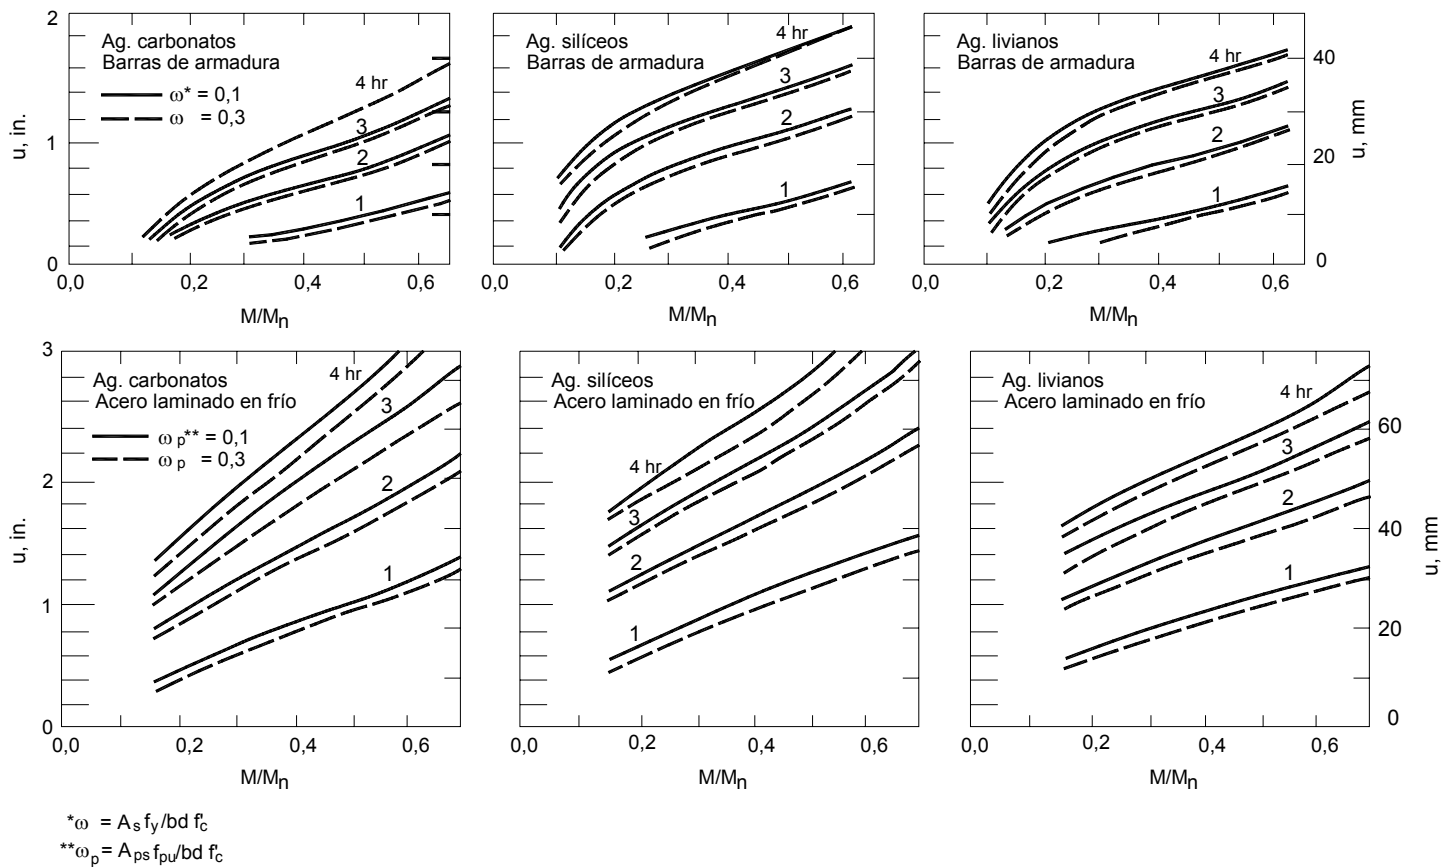 2
1
0
u, in.
Ag. carbonatos
Barras de armadura
ω* = 0,1
ω = 0,3
4 hr
3
2
1
0,0
0,2
0,4
0,6
M/Mn
Ag. silíceos
Barras de armadura
4 hr
3
2
1
0,0
0,2
0,4
0,6
M/Mn
Ag. livianos
Barras de armadura
4 hr
3
2
1
0,0
0,2
0,4
0,6
M/Mn
40
20
0
u, mm
3
2
1
0
u, in.
Ag. carbonatos
Acero laminado en frío
ωp** = 0,1
ωp = 0,3
4 hr
3
2
1
0,0
0,2
0,4
0,6
M/Mn
Ag. silíceos
Acero laminado en frío
4 hr
3
2
1
0,0
0,2
0,4
0,6
M/Mn
Ag. livianos
Acero laminado en frío
4 hr
3
2
1
0,0
0,2
0,4
0,6
M/Mn
60
40
20
0
u, mm
*ω = As fy/bd f'c
**ωp = Aps fpu/bd f'c